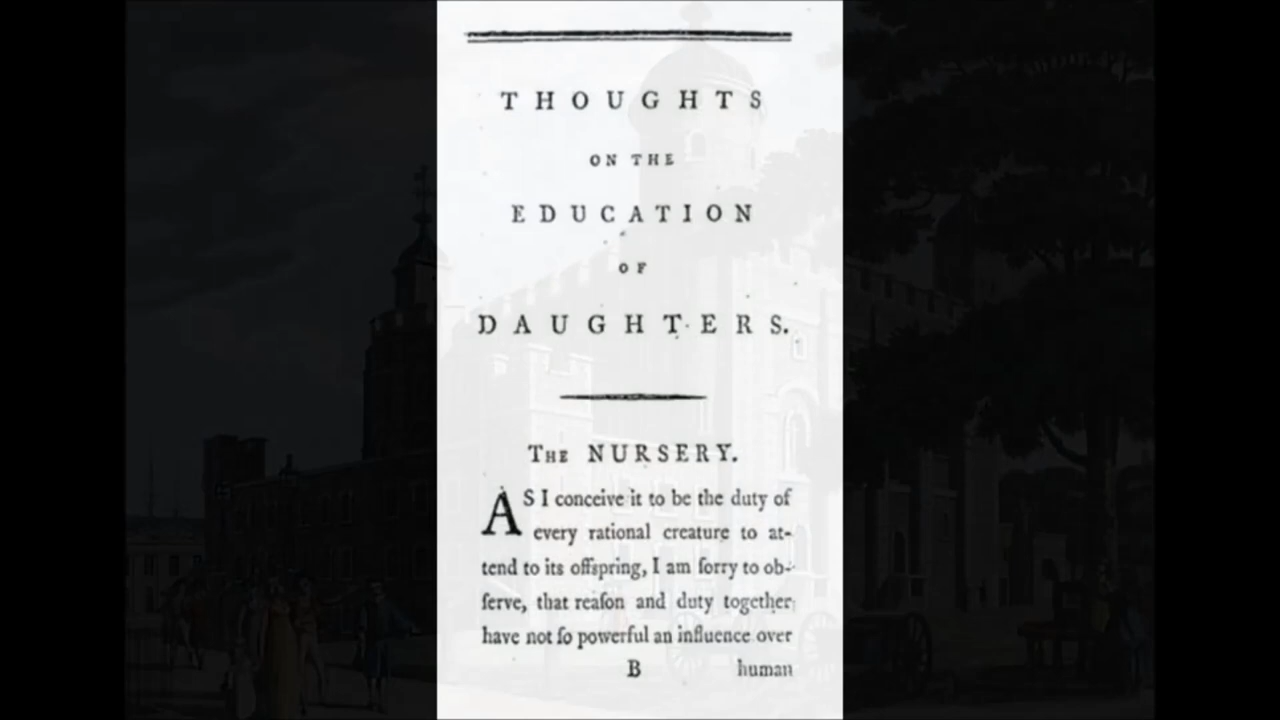 THOUGHTS
ON THE
EDUCATION
OF
DAUGHTERS.
THE NURSERY.
AS I conceive it to be the duty of
every rational creature to at-
tend to its offspring, I am ſorry to ob-
ſerve, that reaſon and duty together
have not ſo powerful an influence over
B human